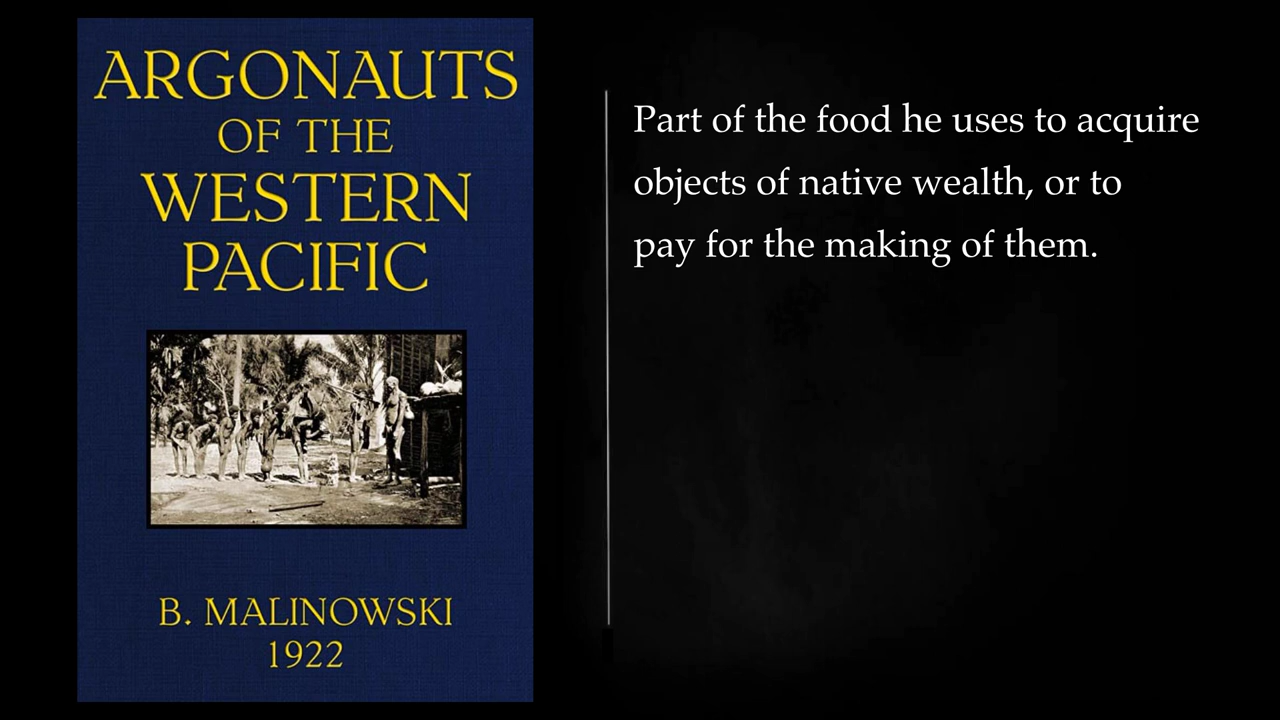 ARGONAUTS
OF THE
WESTERN
PACIFIC
B. MALINOWSKI
1922
Part of the food he uses to acquire
objects of native wealth, or to
pay for the making of them.